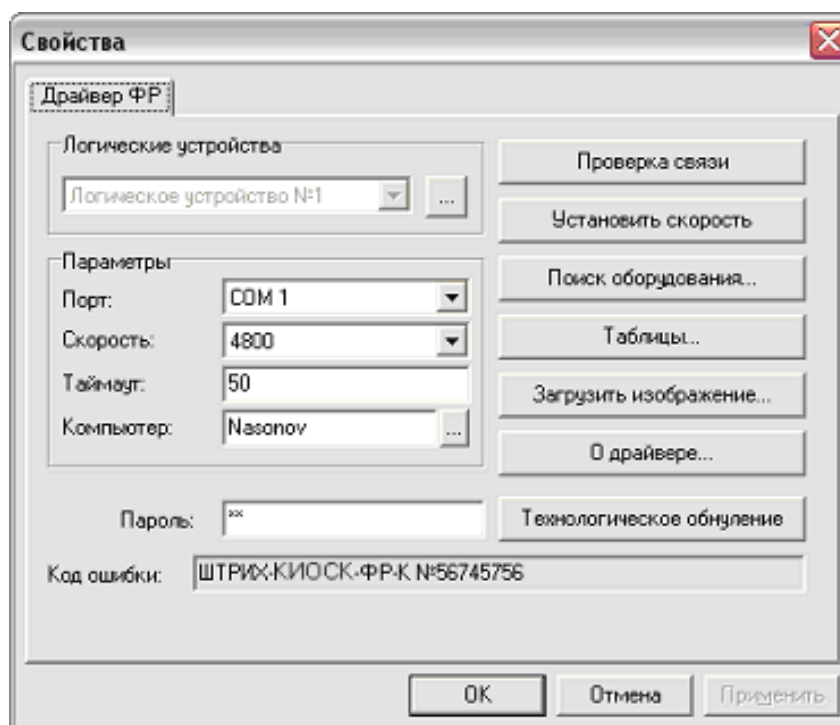 Свойства
Драйвер ФР
Логические устройства
Логическое устройство №1
...
Проверка связи
Установить скорость
Параметры
Порт:
COM 1
Поиск оборудования...
Скорость:
4800
Таблицы...
Таймаут:
50
Загрузить изображение...
Компьютер:
Nasonov
...
О драйвере...
Пароль:
**
Технологическое обнуление
Код ошибки:
ШТРИХ-КИОСК-ФР-К №56745756
OK
Отмена
Применить